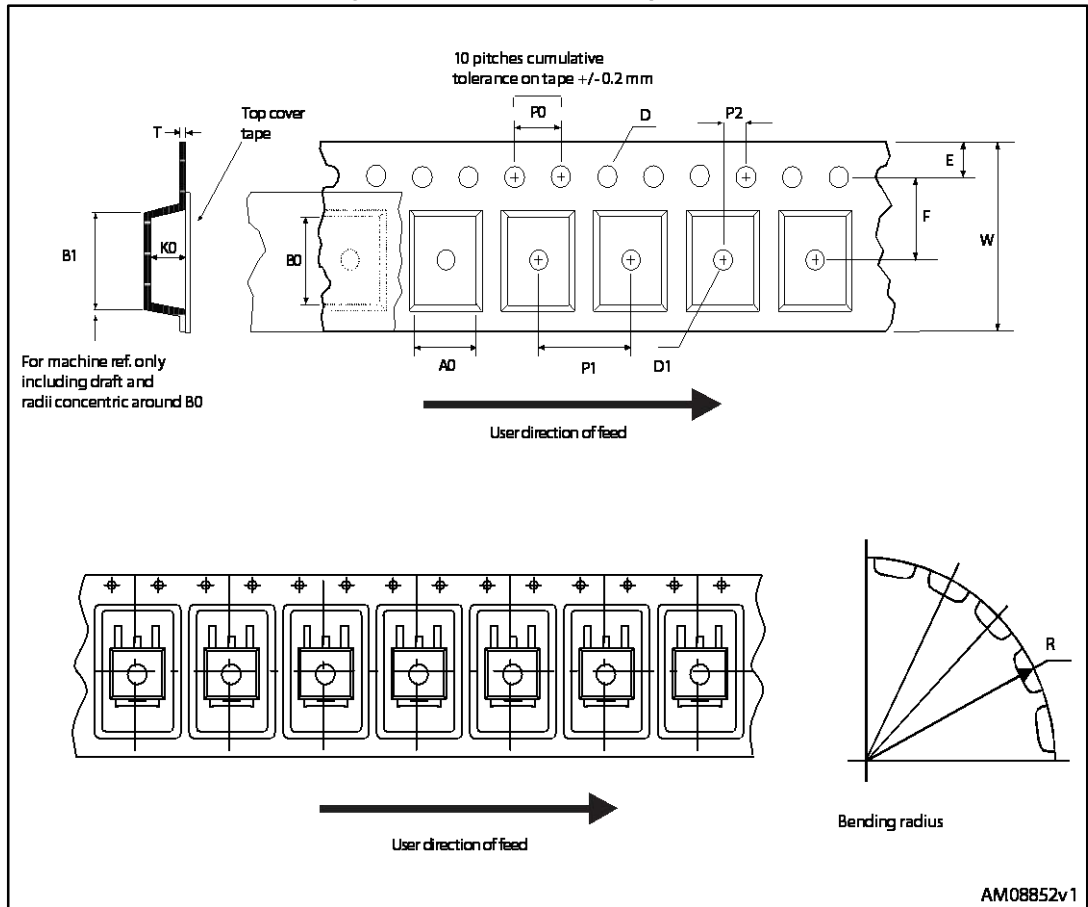 10 pitches cumulative
tolerance on tape +/- 0.2 mm
Top cover
tape
T
P0
D
P2
E
F
W
B1
K0
B0
For machine ref. only
including draft and
radii concentric around B0
A0
P1
D1
User direction of feed
R
Bending radius
User direction of feed
AM08852v1